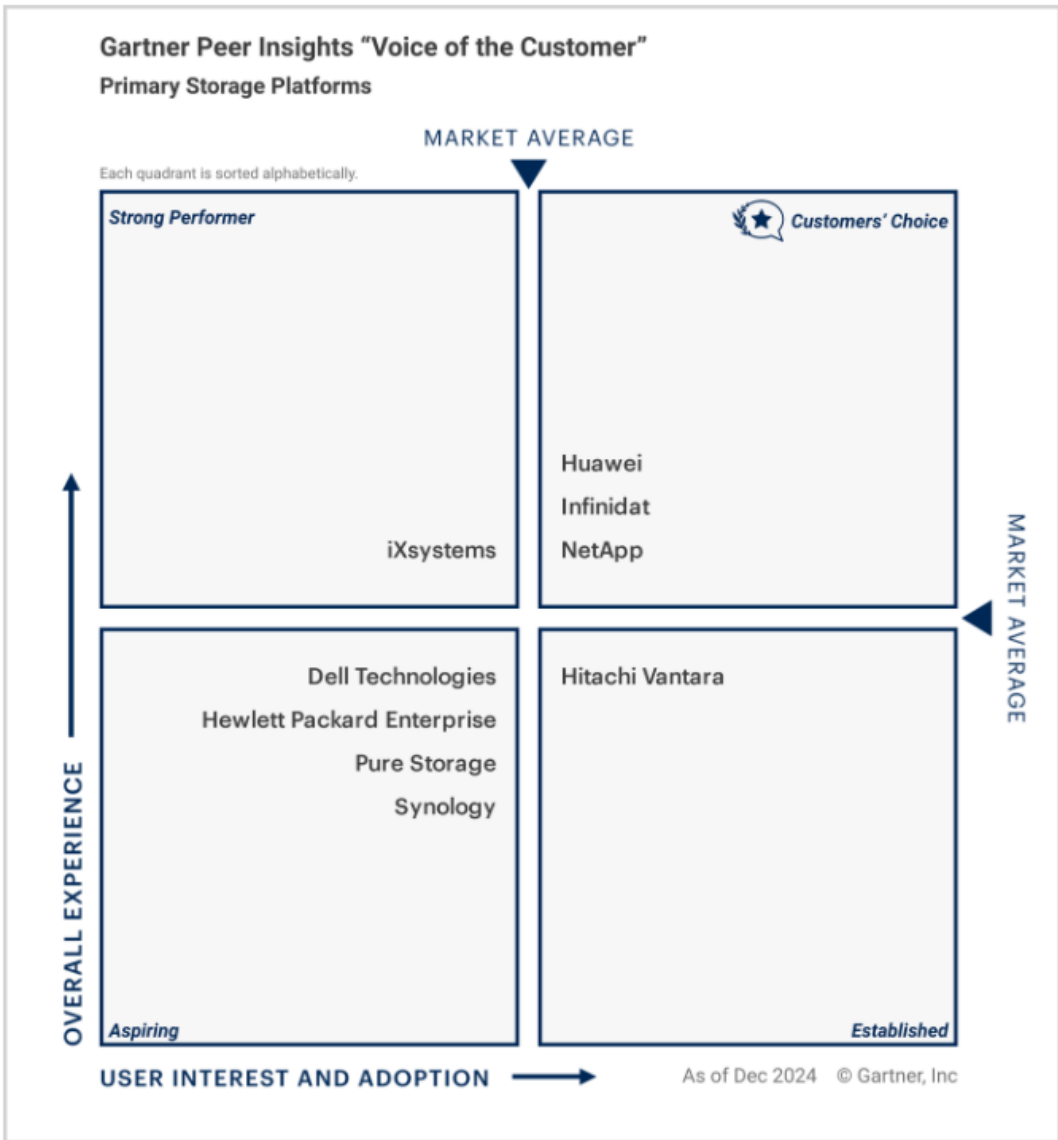 Gartner Peer Insights “Voice of the Customer”
Primary Storage Platforms
MARKET AVERAGE
Each quadrant is sorted alphabetically.
Strong Performer
Customers’ Choice
Huawei
Infinidat
iXsystems
NetApp
MARKET AVERAGE
Dell Technologies
Hitachi Vantara
Hewlett Packard Enterprise
Pure Storage
Synology
OVERALL EXPERIENCE
Aspiring
Established
USER INTEREST AND ADOPTION
As of Dec 2024 © Gartner, Inc